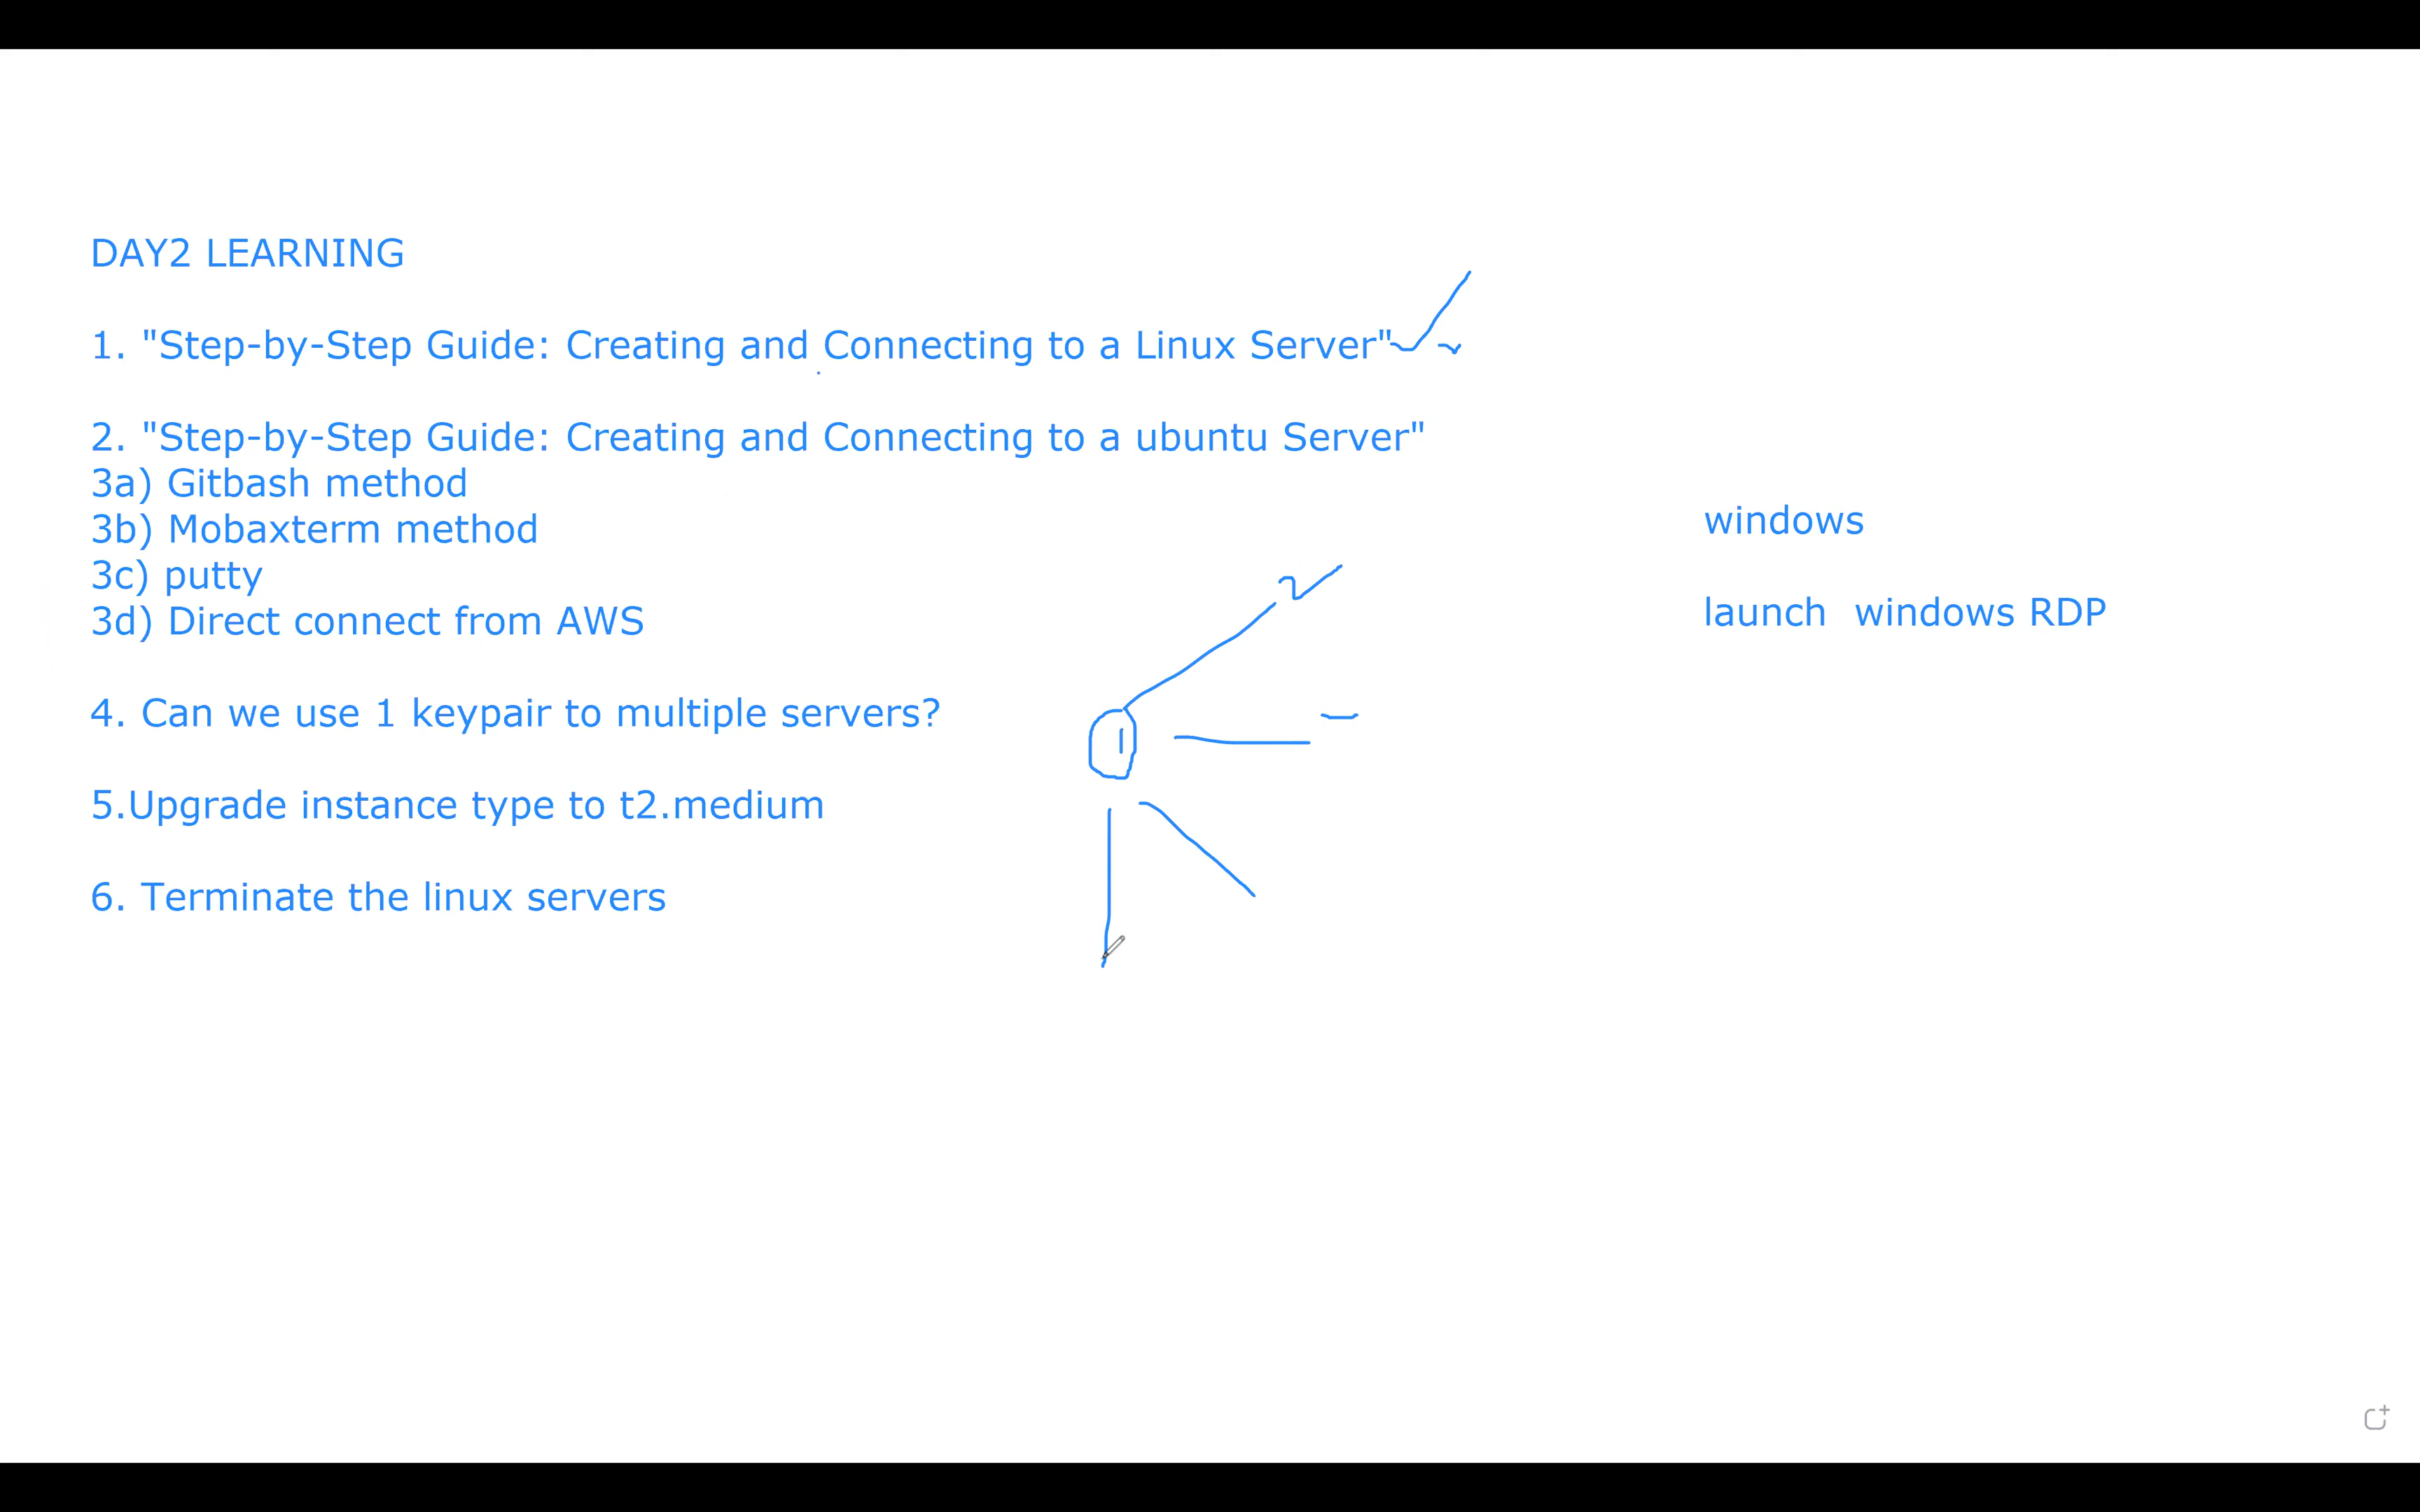 DAY2 LEARNING
1. "Step-by-Step Guide: Creating and Connecting to a Linux Server"
2. "Step-by-Step Guide: Creating and Connecting to a ubuntu Server"
3a) Gitbash method
3b) Mobaxterm method
3c) putty
3d) Direct connect from AWS
4. Can we use 1 keypair to multiple servers?
5.Upgrade instance type to t2.medium
6. Terminate the linux servers
1
windows
launch  windows RDP